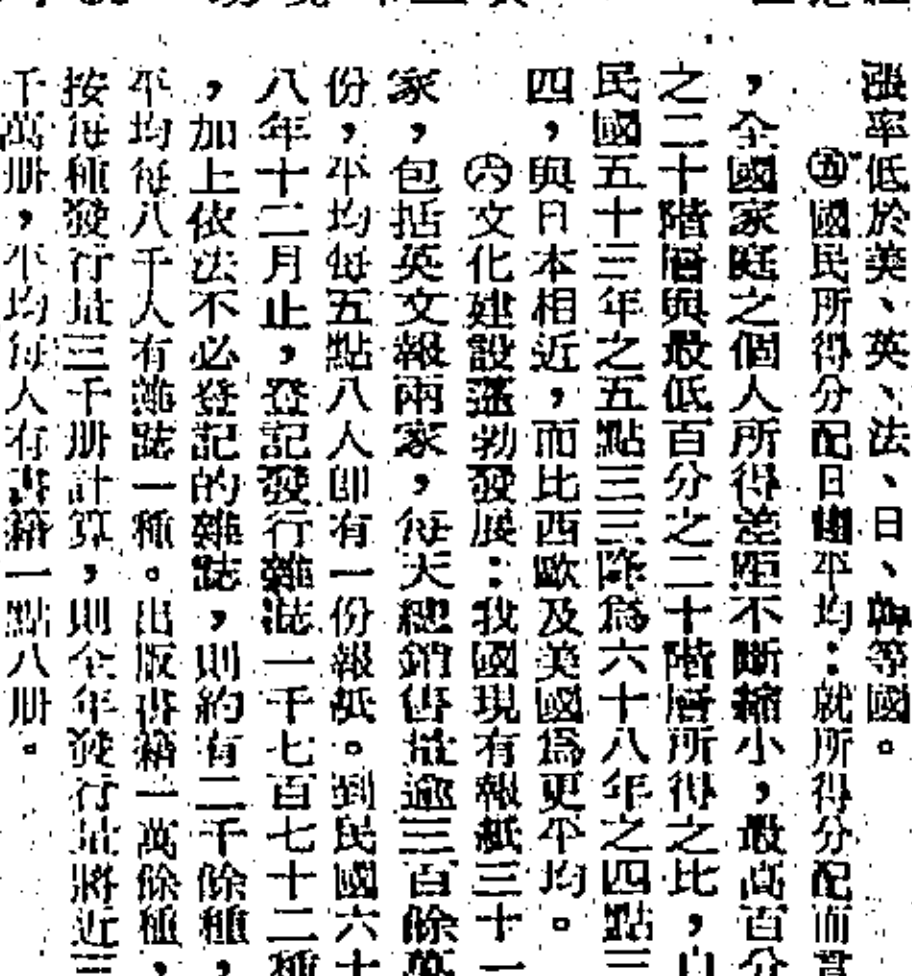 漲率低於美、英、法、日、韓等國。
㊄國民所得分配日趨平均：就所得分配而言
，全國家庭之個人所得差距不斷縮小，最高百分
之二十階層與最低百分之二十階層所得之比，由
民國五十三年之五點三三降為六十八年之四點三
四，與日本相近，而比西歐及美國為更平均。
㊅文化建設蓬勃發展：我國現有報紙三十一
家，包括英文報兩家，每天總銷售量逾三百餘萬
份，平均每五點八人即有一份報紙。到民國六十
八年十二月止，登記發行雜誌一千七百七十二種
，加上依法不必登記的雜誌，則約有二千餘種，
平均每八千人有雜誌一種。出版書籍一萬餘種，
按每種發行量三千册計算，則全年發行量將近三
千萬册，平均每人有書籍一點八册。